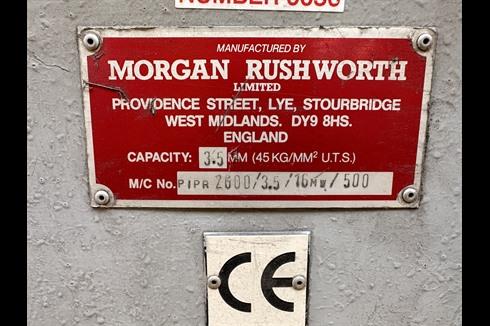 MANUFACTURED BY
MORGAN RUSHWORTH
LIMITED
PROVIDENCE STREET, LYE, STOURBRIDGE
WEST MIDLANDS. DY9 8HS.
ENGLAND
CAPACITY: 3.5 MM (45 KG/MM² U.T.S.)
M/C No. PIPR 2600/3.5/16MW/500
CE